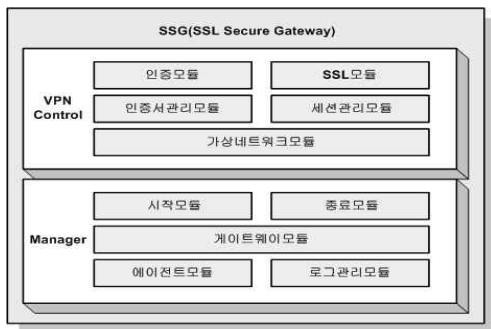 SSG(SSL Secure Gateway)
VPN Control
인증모듈
SSL모듈
인증서관리모듈
세션관리모듈
가상네트워크모듈
Manager
시작모듈
종료모듈
게이트웨이모듈
에이전트모듈
로그관리모듈